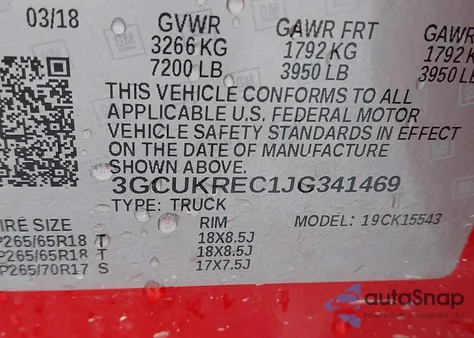 03/18 GVWR GAWR FRT GAWR
3266 KG 1792 KG 1792
7200 LB 3950 LB 3950
THIS VEHICLE CONFORMS TO ALL
APPLICABLE U.S. FEDERAL MOTOR
VEHICLE SAFETY STANDARDS IN EFFECT
ON THE DATE OF MANUFACTURE
SHOWN ABOVE.
3GCUKREC1JG341469
TYPE: TRUCK MODEL: 19CK15543
IRE SIZE RIM
P265/65R18 T 18X8.5J
P265/65R18 T 18X8.5J
P265/70R17 S 17X7.5J
autoSnap